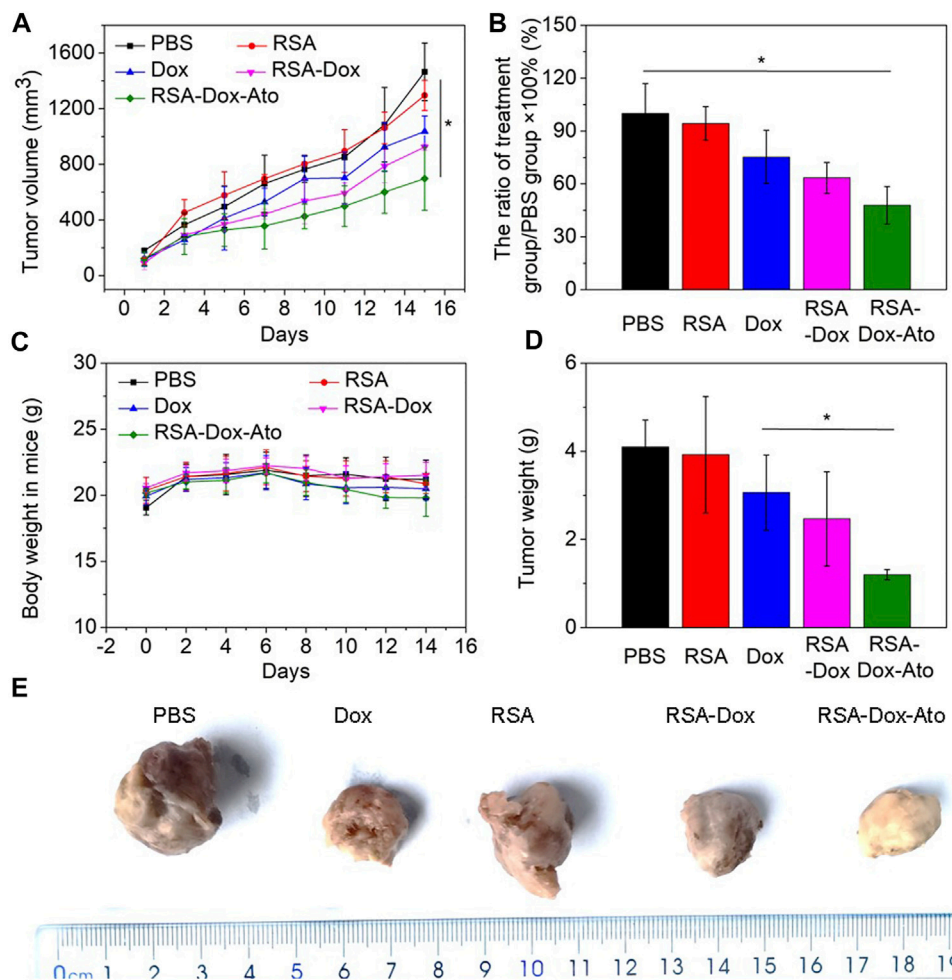 A
PBS
RSA
Dox
RSA-Dox
RSA-Dox-Ato
*
1600
1200
800
400
0
Tumor volume (mm³)
0 2 4 6 8 10 12 14 16
Days
B
*
150
120
90
60
30
0
The ratio of treatment
group/PBS group ×100% (%)
PBS
RSA
Dox
RSA
-Dox
RSA-
Dox-Ato
C
PBS
RSA
Dox
RSA-Dox
RSA-Dox-Ato
30
25
20
15
10
Body weight in mice (g)
-2 0 2 4 6 8 10 12 14 16
Days
D
*
6
4
2
0
Tumor weight (g)
PBS
RSA
Dox
RSA
-Dox
RSA-
Dox-Ato
E
PBS Dox RSA RSA-Dox RSA-Dox-Ato
0cm 1 2 3 4 5 6 7 8 9 10 11 12 13 14 15 16 17 18